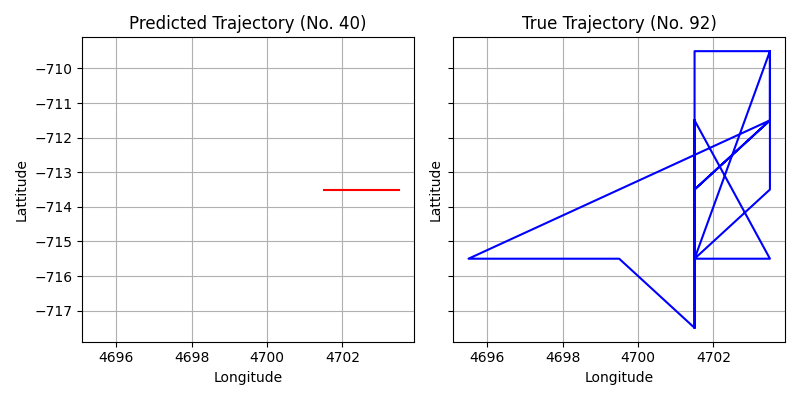 Predicted Trajectory (No. 40)
True Trajectory (No. 92)
Lattitude
−710
−711
−712
−713
−714
−715
−716
−717
4696
4698
4700
4702
Longitude
Lattitude
4696
4698
4700
4702
Longitude